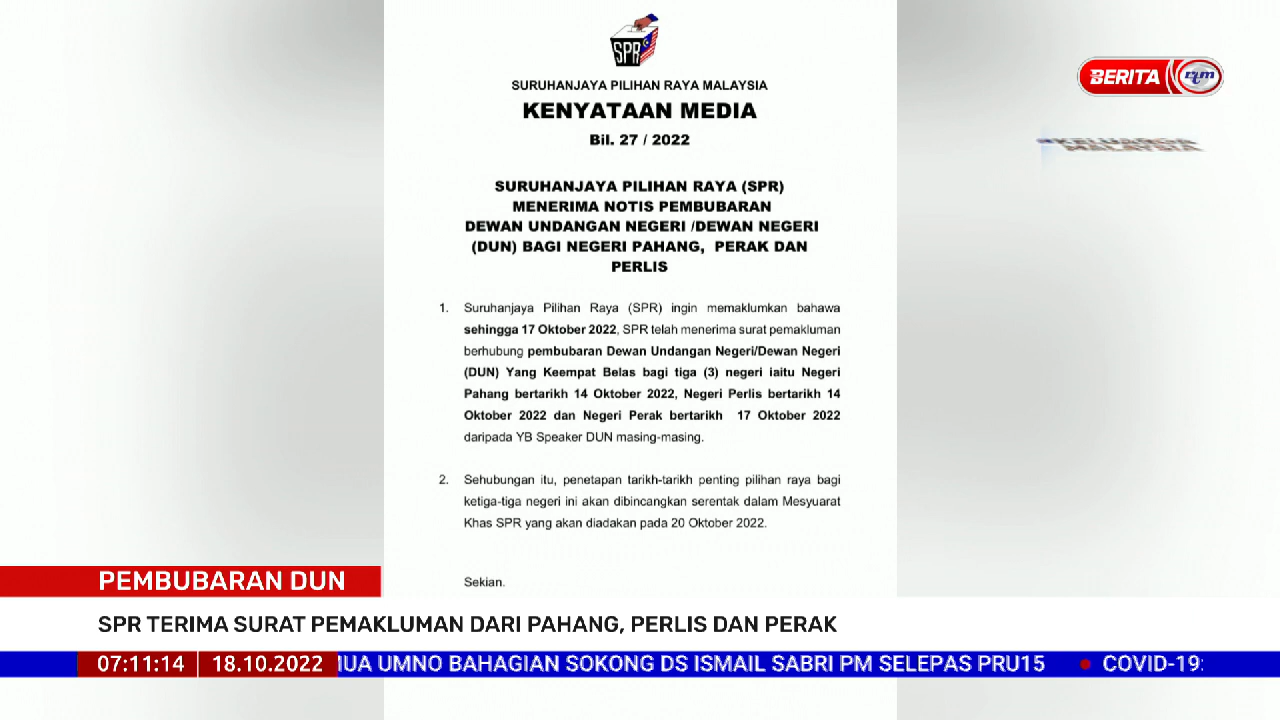 SPR
SURUHANJAYA PILIHAN RAYA MALAYSIA
KENYATAAN MEDIA
Bil. 27 / 2022
SURUHANJAYA PILIHAN RAYA (SPR)
MENERIMA NOTIS PEMBUBARAN
DEWAN UNDANGAN NEGERI /DEWAN NEGERI
(DUN) BAGI NEGERI PAHANG, PERAK DAN
PERLIS
1. Suruhanjaya Pilihan Raya (SPR) ingin memaklumkan bahawa
sehingga 17 Oktober 2022, SPR telah menerima surat pemakluman
berhubung pembubaran Dewan Undangan Negeri/Dewan Negeri
(DUN) Yang Keempat Belas bagi tiga (3) negeri iaitu Negeri
Pahang bertarikh 14 Oktober 2022, Negeri Perlis bertarikh 14
Oktober 2022 dan Negeri Perak bertarikh 17 Oktober 2022
daripada YB Speaker DUN masing-masing.
2. Sehubungan itu, penetapan tarikh-tarikh penting pilihan raya bagi
ketiga-tiga negeri ini akan dibincangkan serentak dalam Mesyuarat
Khas SPR yang akan diadakan pada 20 Oktober 2022.
Sekian.
BERITA rtm
MALAYSIA
PEMBUBARAN DUN
SPR TERIMA SURAT PEMAKLUMAN DARI PAHANG, PERLIS DAN PERAK
07:11:14 18.10.2022 UMNO BAHAGIAN SOKONG DS ISMAIL SABRI PM SELEPAS PRU15 • COVID-19: